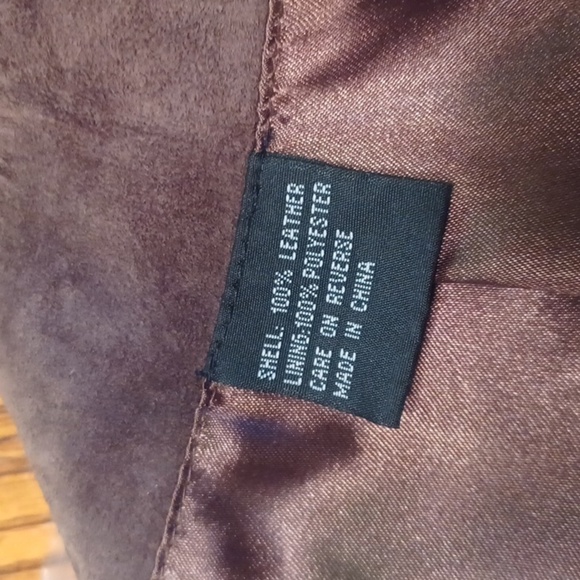 SHELL: 100% LEATHER
LINING:100% POLYESTER
CARE ON REVERSE
MADE IN CHINA